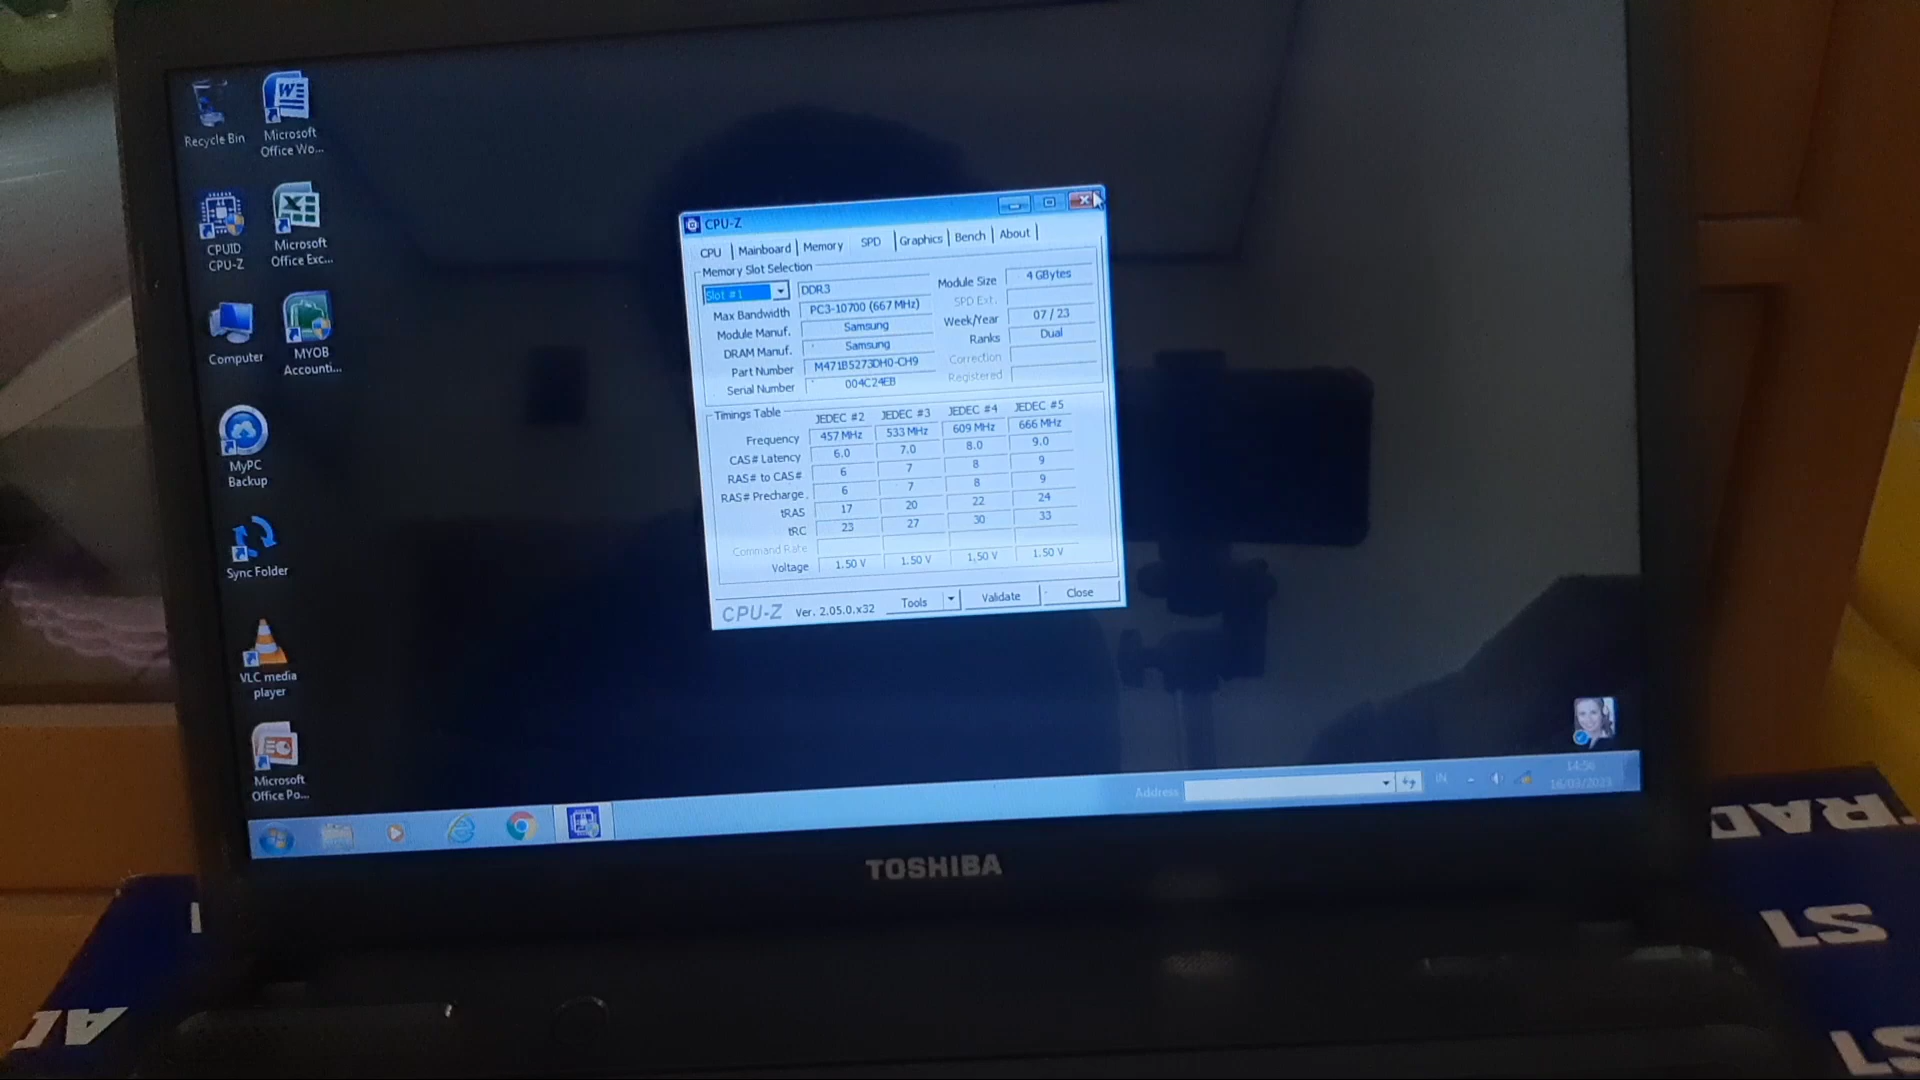 Recycle Bin
Microsoft
Office Wo...
CPUID
CPU-Z
Microsoft
Office Exc...
Computer
MYOB
Accounti...
MyPC
Backup
Sync Folder
VLC media
player
Microsoft
Office Po...
CPU-Z
CPU Mainboard Memory SPD Graphics Bench About
Memory Slot Selection
Slot #1 DDR3 Module Size 4 GBytes
Max Bandwidth PC3-10700 (667 MHz) SPD Ext.
Module Manuf. Samsung Week/Year 07 / 23
DRAM Manuf. Samsung Ranks Dual
Part Number M471B5273DH0-CH9 Correction
Serial Number 004C24EB Registered
Timings Table
JEDEC #2 JEDEC #3 JEDEC #4 JEDEC #5
Frequency 457 MHz 533 MHz 609 MHz 666 MHz
CAS# Latency 6.0 7.0 8.0 9.0
RAS# to CAS# 6 7 8 9
RAS# Precharge 6 7 8 9
tRAS 17 20 22 24
tRC 23 27 30 33
Command Rate
Voltage 1.50 V 1.50 V 1.50 V 1.50 V
CPU-Z Ver. 2.05.0.x32 Tools Validate Close
Address IN 14:56
16/03/2023
TOSHIBA